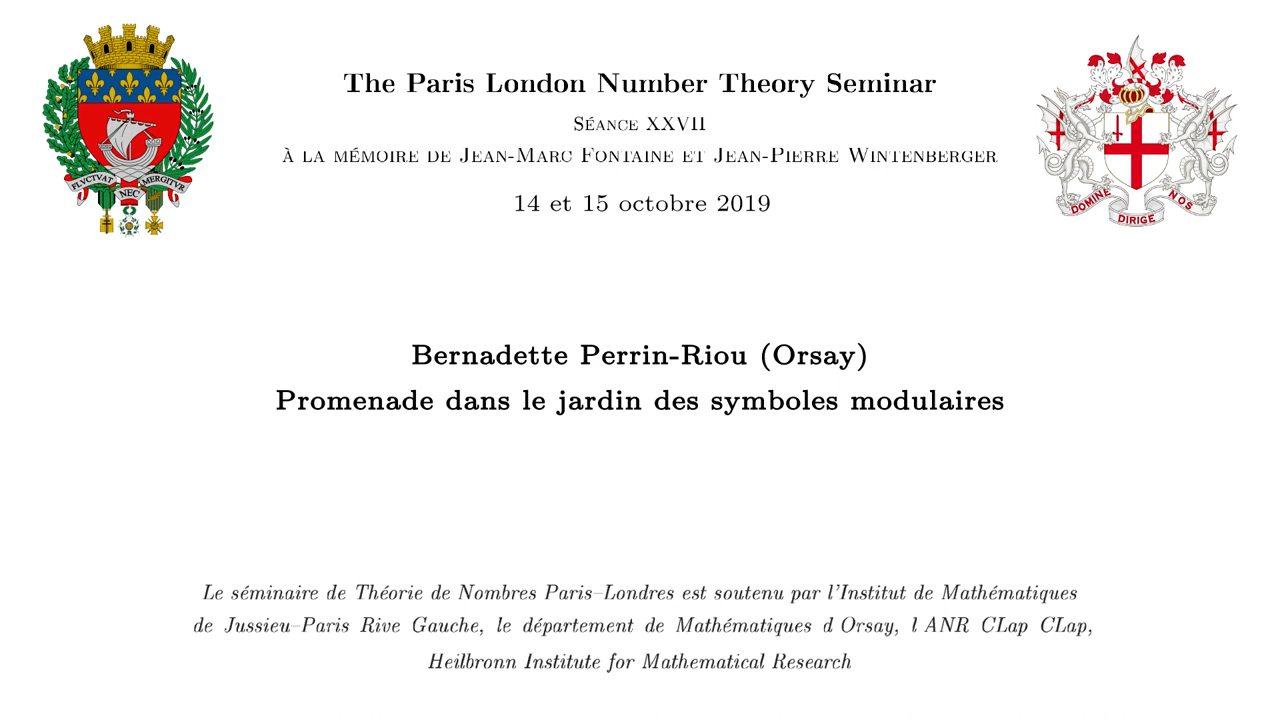 The Paris London Number Theory Seminar
Séance XXVII
à la mémoire de Jean-Marc Fontaine et Jean-Pierre Wintenberger
14 et 15 octobre 2019
FLVCTVAT NEC MERGITVR
DOMINE DIRIGE NOS
Bernadette Perrin-Riou (Orsay)
Promenade dans le jardin des symboles modulaires
Le séminaire de Théorie de Nombres Paris–Londres est soutenu par l'Institut de Mathématiques
de Jussieu–Paris Rive Gauche, le département de Mathématiques d Orsay, l ANR CLap CLap,
Heilbronn Institute for Mathematical Research